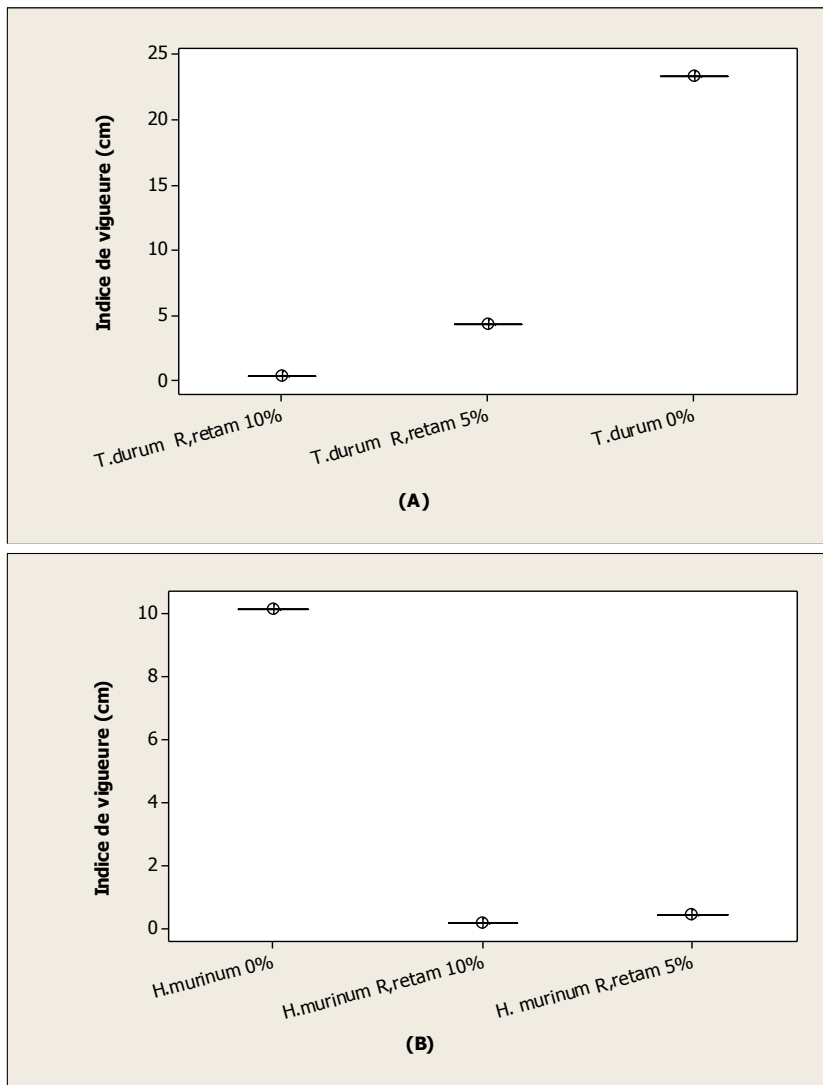 25
20
15
10
5
0
Indice de vigueure (cm)
T.durum R,retam 10%
T.durum R,retam 5%
T.durum 0%
(A)
10
8
6
4
2
0
Indice de vigueure (cm)
H.murinum 0%
H.murinum R,retam 10%
H. murinum R,retam 5%
(B)